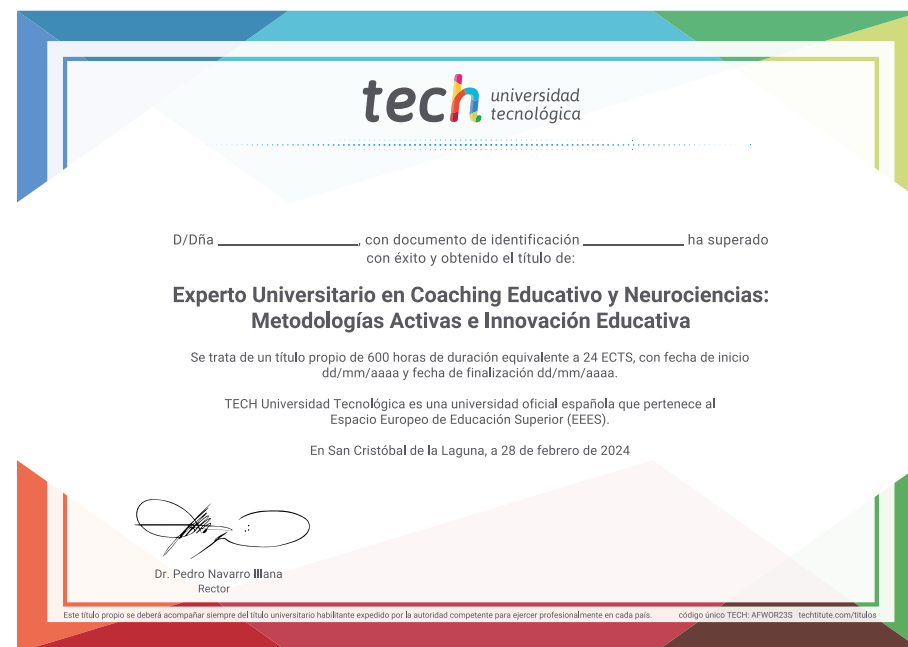 tech universidad
tecnológica
D/Dña ______________, con documento de identificación __________ ha superado
con éxito y obtenido el título de:
Experto Universitario en Coaching Educativo y Neurociencias:
Metodologías Activas e Innovación Educativa
Se trata de un título propio de 600 horas de duración equivalente a 24 ECTS, con fecha de inicio
dd/mm/aaaa y fecha de finalización dd/mm/aaaa.
TECH Universidad Tecnológica es una universidad oficial española que pertenece al
Espacio Europeo de Educación Superior (EEES).
En San Cristóbal de la Laguna, a 28 de febrero de 2024
Dr. Pedro Navarro Illana
Rector
Este título propio se deberá acompañar siempre del título universitario habilitante expedido por la autoridad competente para ejercer profesionalmente en cada país. código único TECH: AFWOR23S techtitute.com/titulos